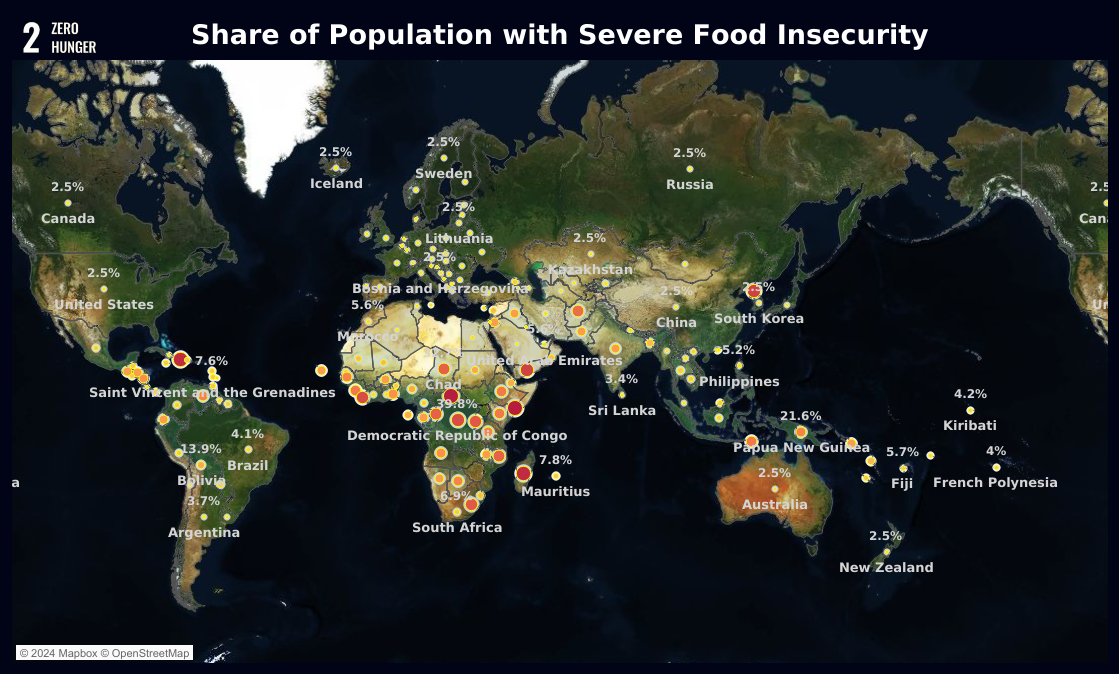 2 ZERO
HUNGER
Share of Population with Severe Food Insecurity
2.5%
Canada
2.5%
United States
2.5%
Iceland
2.5%
Sweden
2.5%
Lithuania
2.5%
Bosnia and Herzegovina
2.5%
Russia
2.5%
Kazakhstan
2.5%
China
2.5%
South Korea
2.5
Can
Un
5.6%
Morocco
United Arab Emirates
7.6%
Saint Vincent and the Grenadines
Chad
39.8%
Democratic Republic of Congo
3.4%
Sri Lanka
5.2%
Philippines
21.6%
Papua New Guinea
4.2%
Kiribati
4.1%
Brazil
13.9%
Bolivia
3.7%
Argentina
6.9%
South Africa
7.8%
Mauritius
2.5%
Australia
5.7%
Fiji
4%
French Polynesia
2.5%
New Zealand
a
© 2024 Mapbox © OpenStreetMap